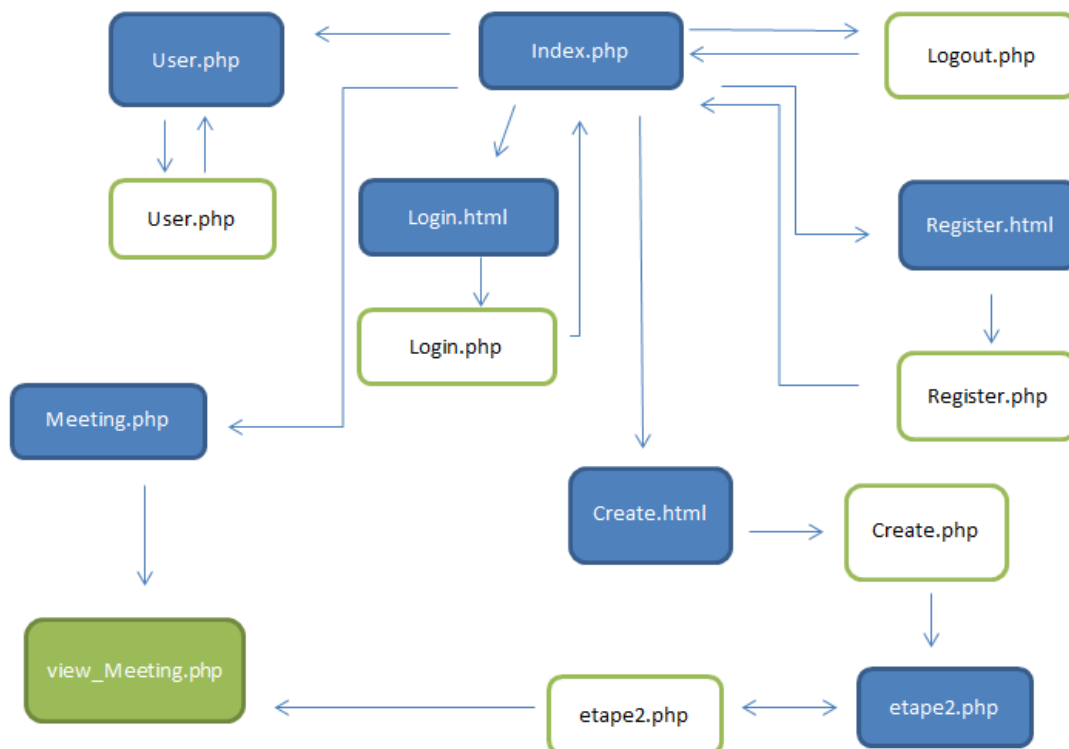 User.php
Index.php
Logout.php
User.php
Login.html
Register.html
Login.php
Register.php
Meeting.php
Create.html
Create.php
view_Meeting.php
etape2.php
etape2.php